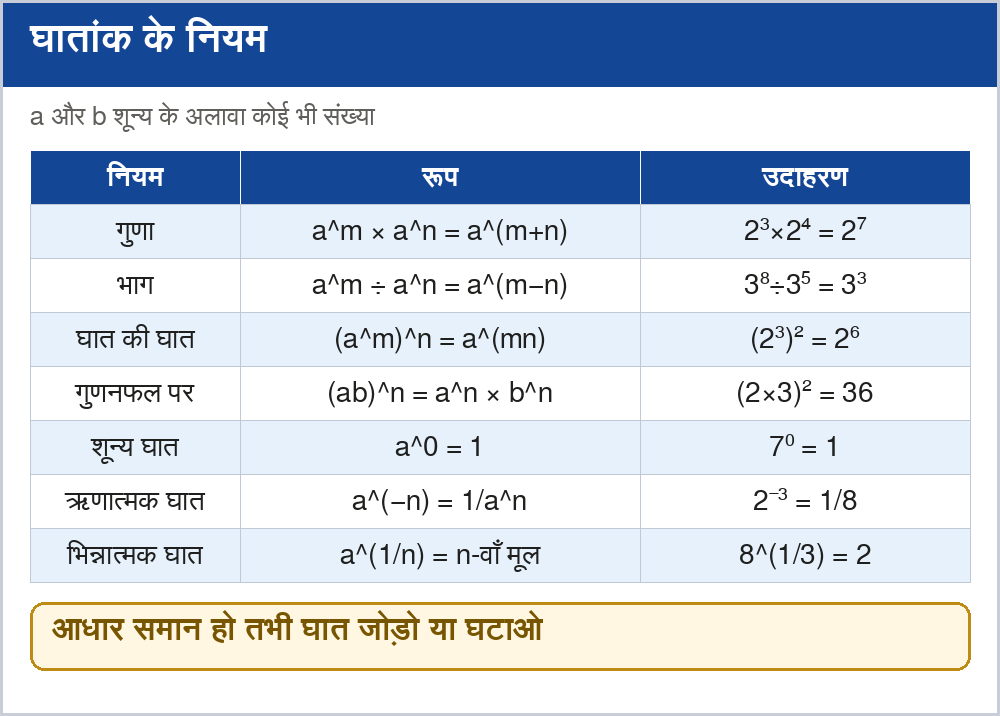 घातांक के नियम
a और b शून्य के अलावा कोई भी संख्या
नियम रूप उदाहरण
गुणा a^m × a^n = a^(m+n) 2³×2⁴ = 2⁷
भाग a^m ÷ a^n = a^(m−n) 3⁸÷3⁵ = 3³
घात की घात (a^m)^n = a^(mn) (2³)² = 2⁶
गुणनफल पर (ab)^n = a^n × b^n (2×3)² = 36
शून्य घात a^0 = 1 7⁰ = 1
ऋणात्मक घात a^(−n) = 1/a^n 2⁻³ = 1/8
भिन्नात्मक घात a^(1/n) = n-वाँ मूल 8^(1/3) = 2
आधार समान हो तभी घात जोड़ो या घटाओ